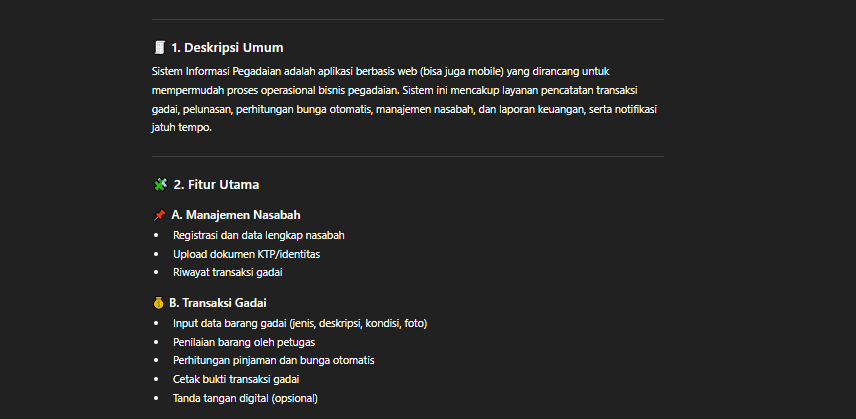 1. Deskripsi Umum
Sistem Informasi Pegadaian adalah aplikasi berbasis web (bisa juga mobile) yang dirancang untuk
mempermudah proses operasional bisnis pegadaian. Sistem ini mencakup layanan pencatatan transaksi
gadai, pelunasan, perhitungan bunga otomatis, manajemen nasabah, dan laporan keuangan, serta notifikasi
jatuh tempo.
2. Fitur Utama
A. Manajemen Nasabah
• Registrasi dan data lengkap nasabah
• Upload dokumen KTP/identitas
• Riwayat transaksi gadai
B. Transaksi Gadai
• Input data barang gadai (jenis, deskripsi, kondisi, foto)
• Penilaian barang oleh petugas
• Perhitungan pinjaman dan bunga otomatis
• Cetak bukti transaksi gadai
• Tanda tangan digital (opsional)